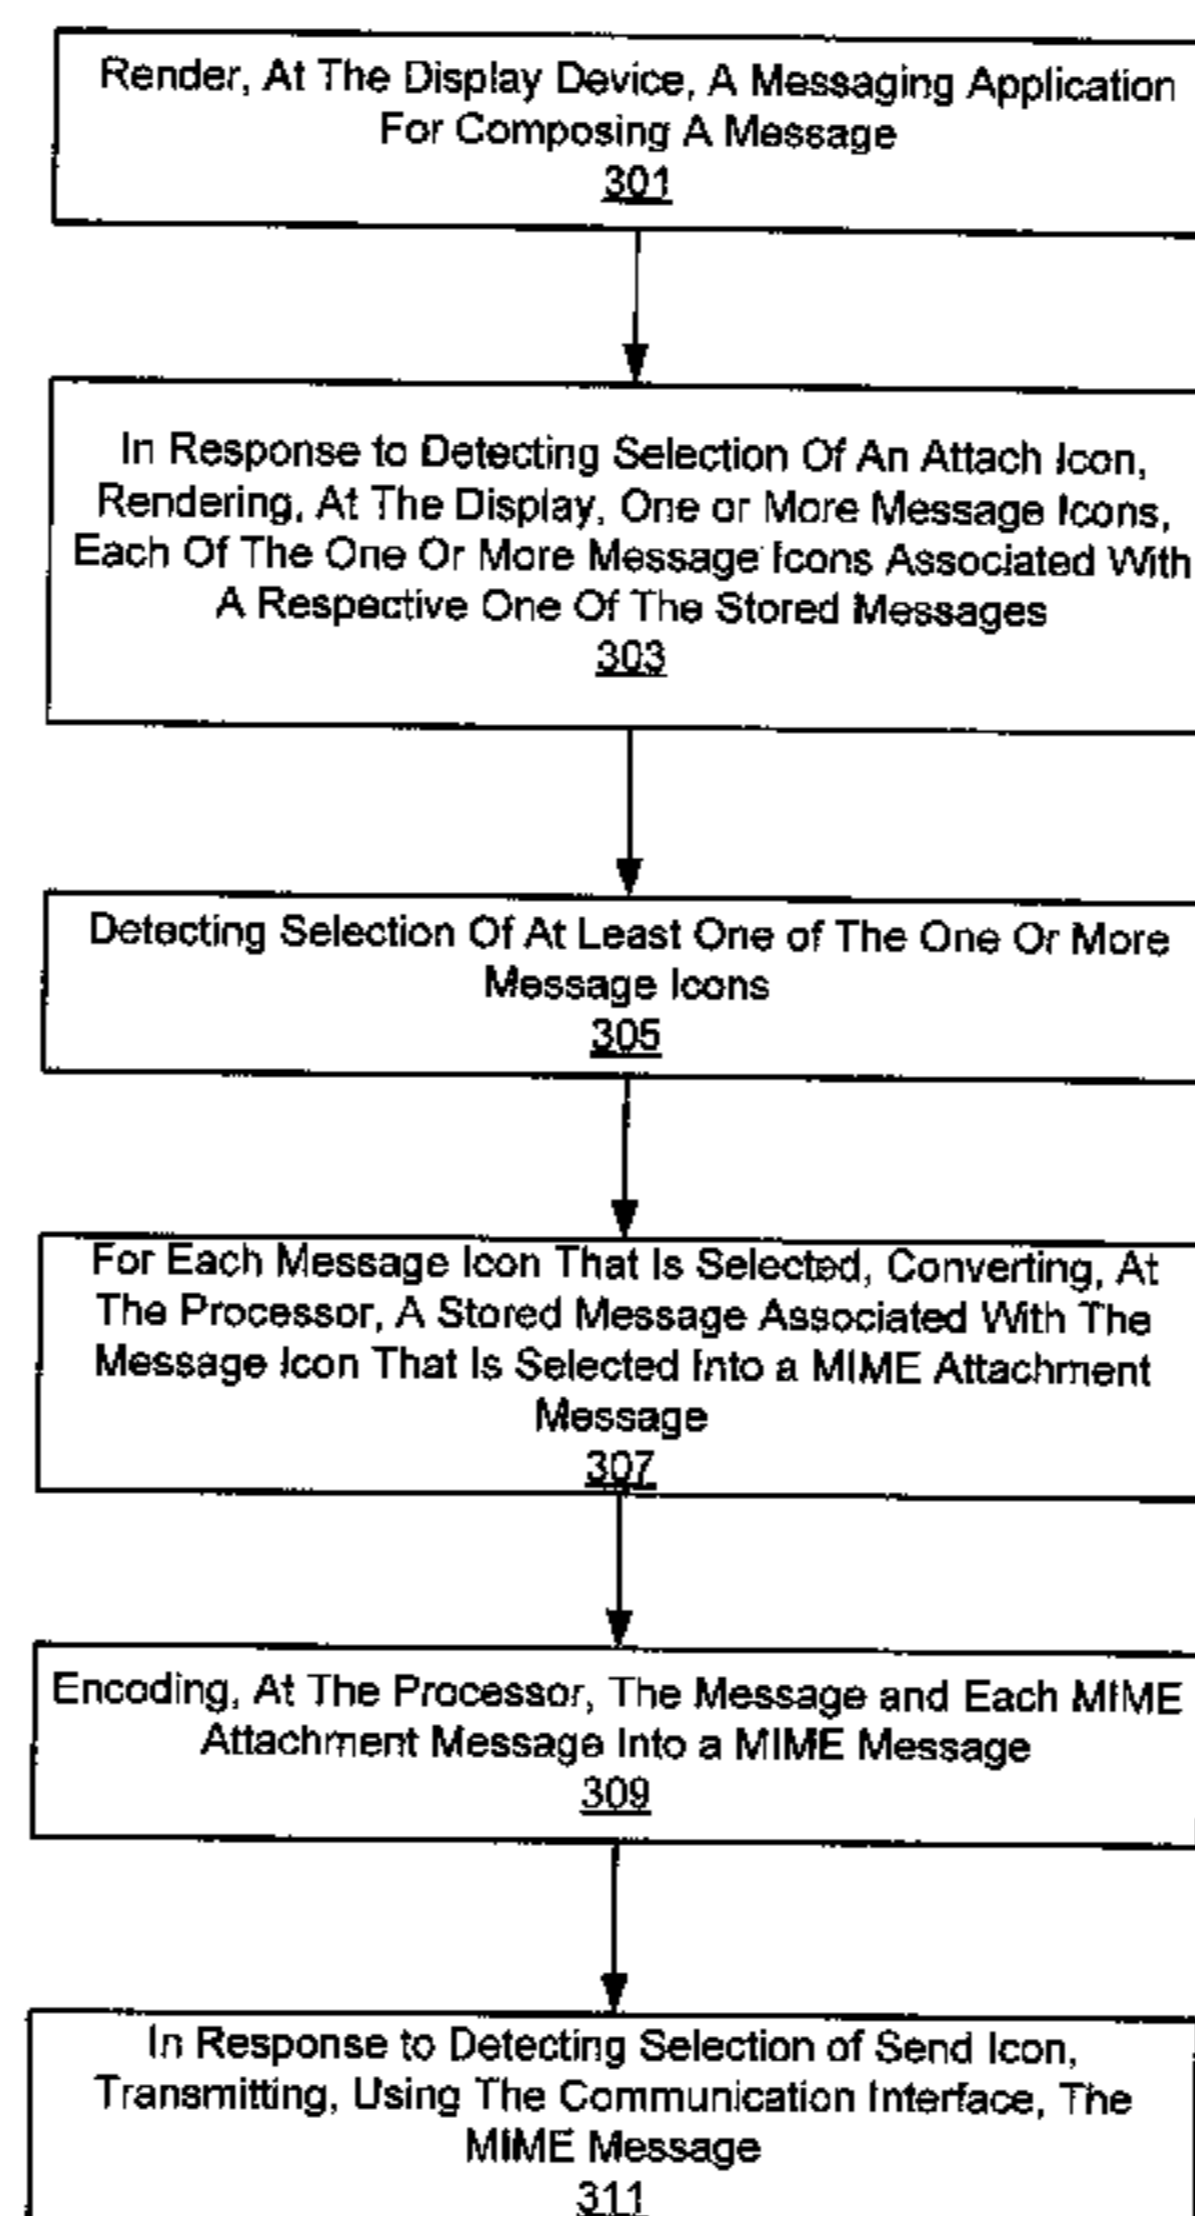 Render, At The Display Device, A Messaging Application
For Composing A Message
301
In Response to Detecting Selection Of An Attach Icon,
Rendering, At The Display, One or More Message Icons,
Each Of The One Or More Message Icons Associated With
A Respective One Of The Stored Messages
303
Detecting Selection Of At Least One of The One Or More
Message Icons
305
For Each Message Icon That Is Selected, Converting, At
The Processor, A Stored Message Associated With The
Message Icon That Is Selected Into a MIME Attachment
Message
307
Encoding, At The Processor, The Message and Each MIME
Attachment Message Into a MIME Message
309
In Response to Detecting Selection of Send Icon,
Transmitting, Using The Communication Interface, The
MIME Message
311